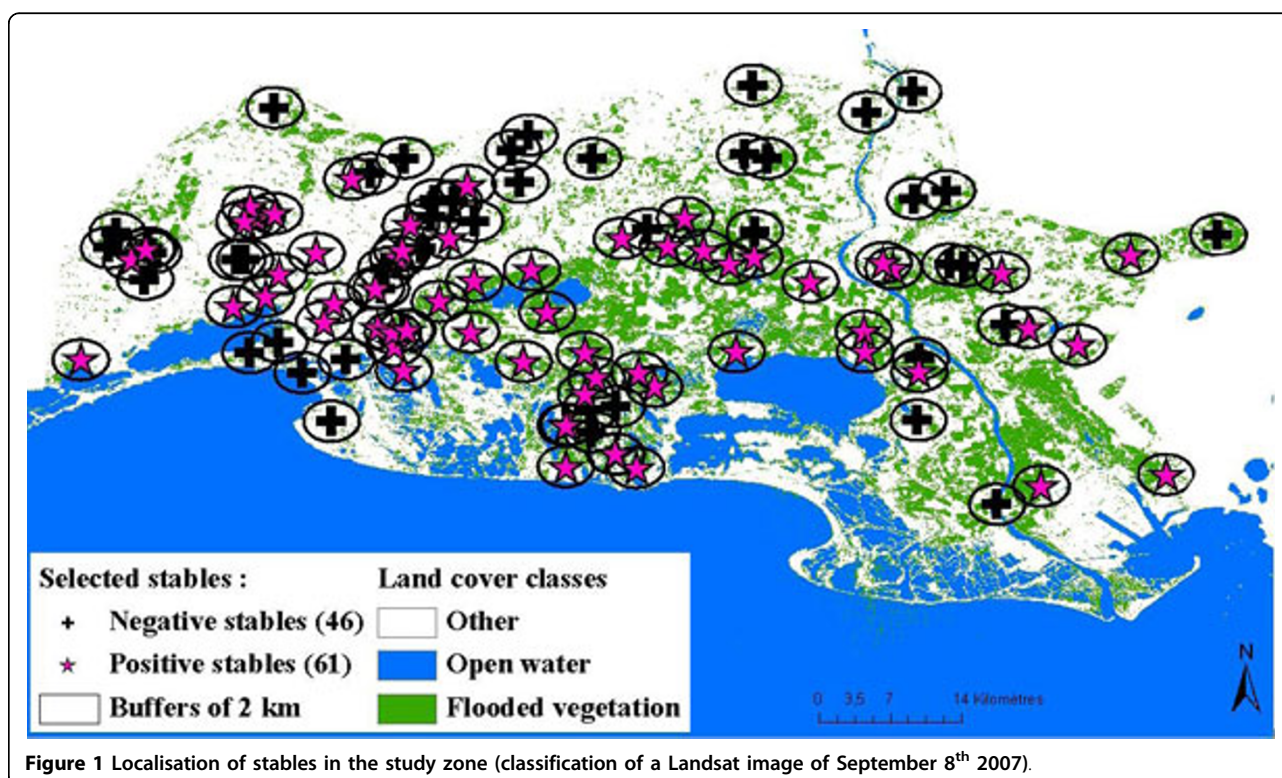 Selected stables :
Negative stables (46)
Positive stables (61)
Buffers of 2 km
Land cover classes
Other
Open water
Flooded vegetation
N
0 3,5 7 14 Kilomètres
Figure 1 Localisation of stables in the study zone (classification of a Landsat image of September 8th 2007).